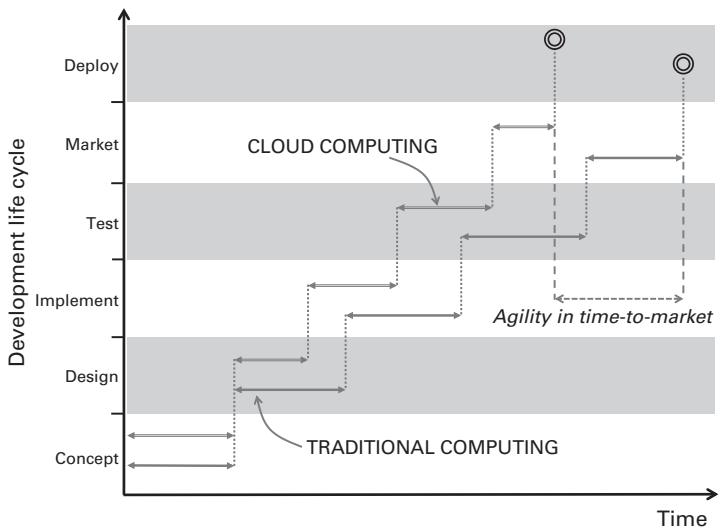 Development life cycle
Deploy
Market
CLOUD COMPUTING
Test
Implement
Agility in time-to-market
Design
TRADITIONAL COMPUTING
Concept
Time